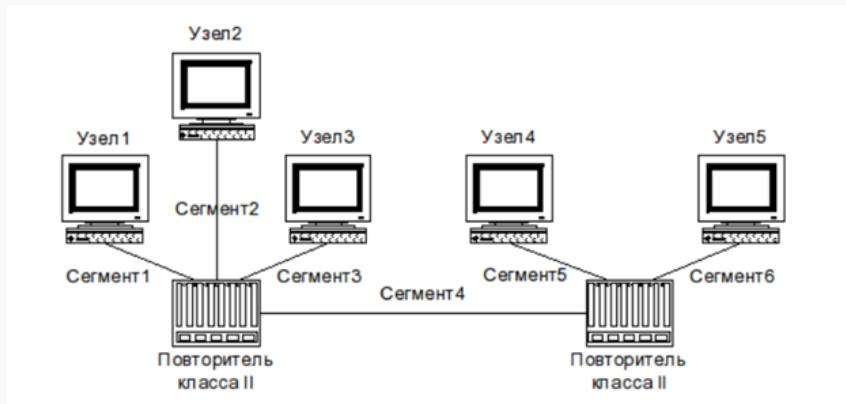 Узел2
Узел1
Узел3
Узел4
Узел5
Сегмент2
Сегмент1
Сегмент3
Сегмент5
Сегмент6
Сегмент4
Повторитель
класса II
Повторитель
класса II